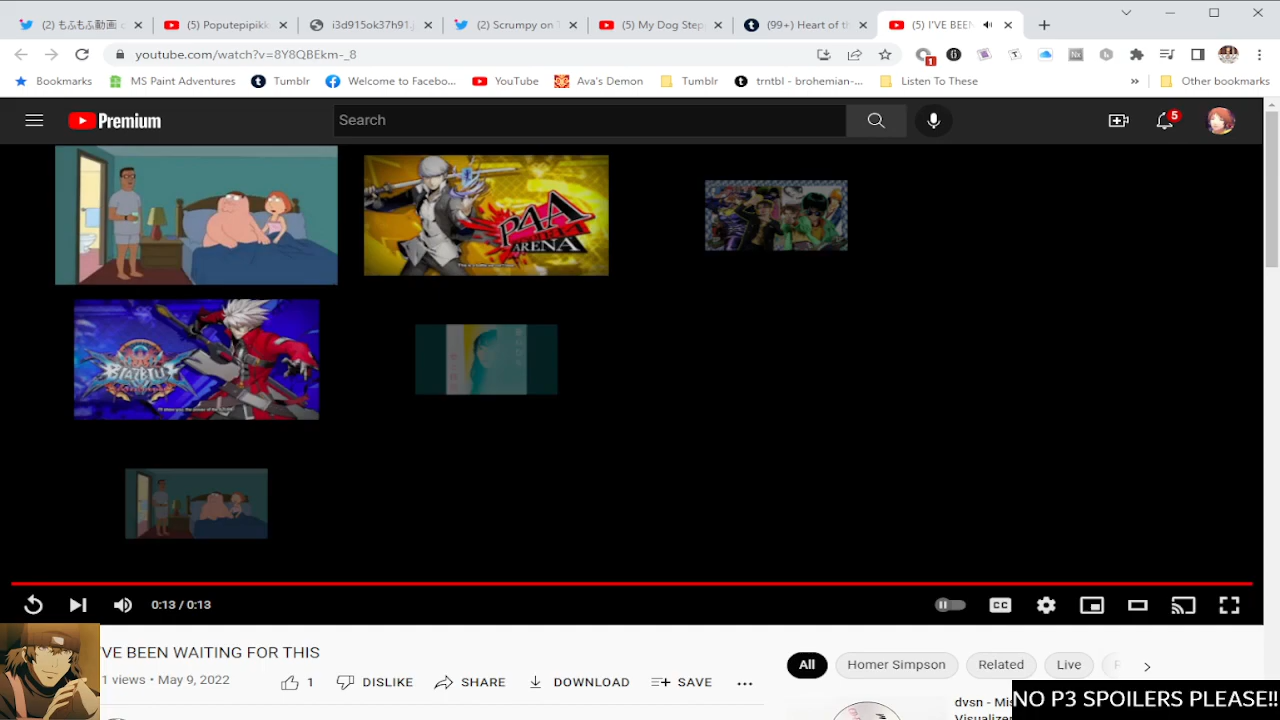 (2) もふもふ動画 c
(5) Poputepipikk
i3d915ok37h91.j
(2) Scrumpy on T
(5) My Dog Step
(99+) Heart of th
(5) I'VE BEEN
youtube.com/watch?v=8Y8QBEkm-_8
1
Bookmarks
MS Paint Adventures
Tumblr
Welcome to Facebo...
YouTube
Ava's Demon
Tumblr
trntbl - brohemian-...
Listen To These
»
Other bookmarks
Premium
Search
5
P4A
ARENA
BLAZBLUE
0:13 / 0:13
CC
'VE BEEN WAITING FOR THIS
1 views • May 9, 2022
1
DISLIKE
SHARE
DOWNLOAD
SAVE
All
Homer Simpson
Related
Live
dvsn - Mis
Visualizer
NO P3 SPOILERS PLEASE!!